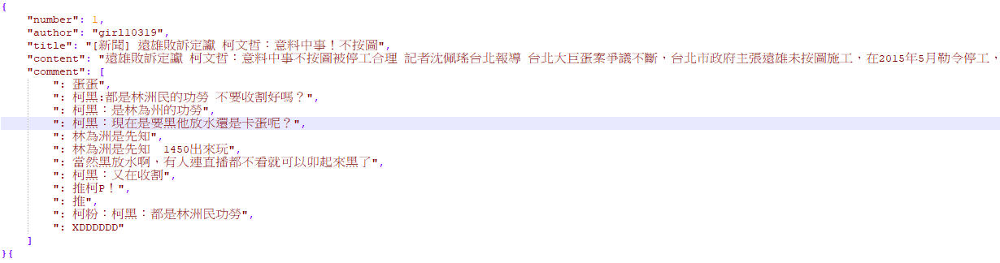 {
"number": 1,
"author": "girl10319",
"title": "[新聞] 遠雄敗訴定讞 柯文哲：意料中事！不按圖",
"content": "遠雄敗訴定讞 柯文哲：意料中事不按圖被停工合理 記者沈佩瑤台北報導 台北大巨蛋案爭議不斷，台北市政府主張遠雄未按圖施工，在2015年5月勒令停工，
"comment": [
": 蛋蛋",
": 柯黑:都是林洲民的功勞 不要收割好嗎？",
": 柯黑：是林為州的功勞",
": 柯黑：現在是要黑他放水還是卡蛋呢？",
": 林為洲是先知",
": 林為洲是先知  1450出來玩",
": 當然黑放水啊，有人連直播都不看就可以卯起來黑了",
": 柯黑：又在收割",
": 推柯P！",
": 推",
": 柯粉：柯黑：都是林洲民功勞",
": XDDDDDD"
]
}{